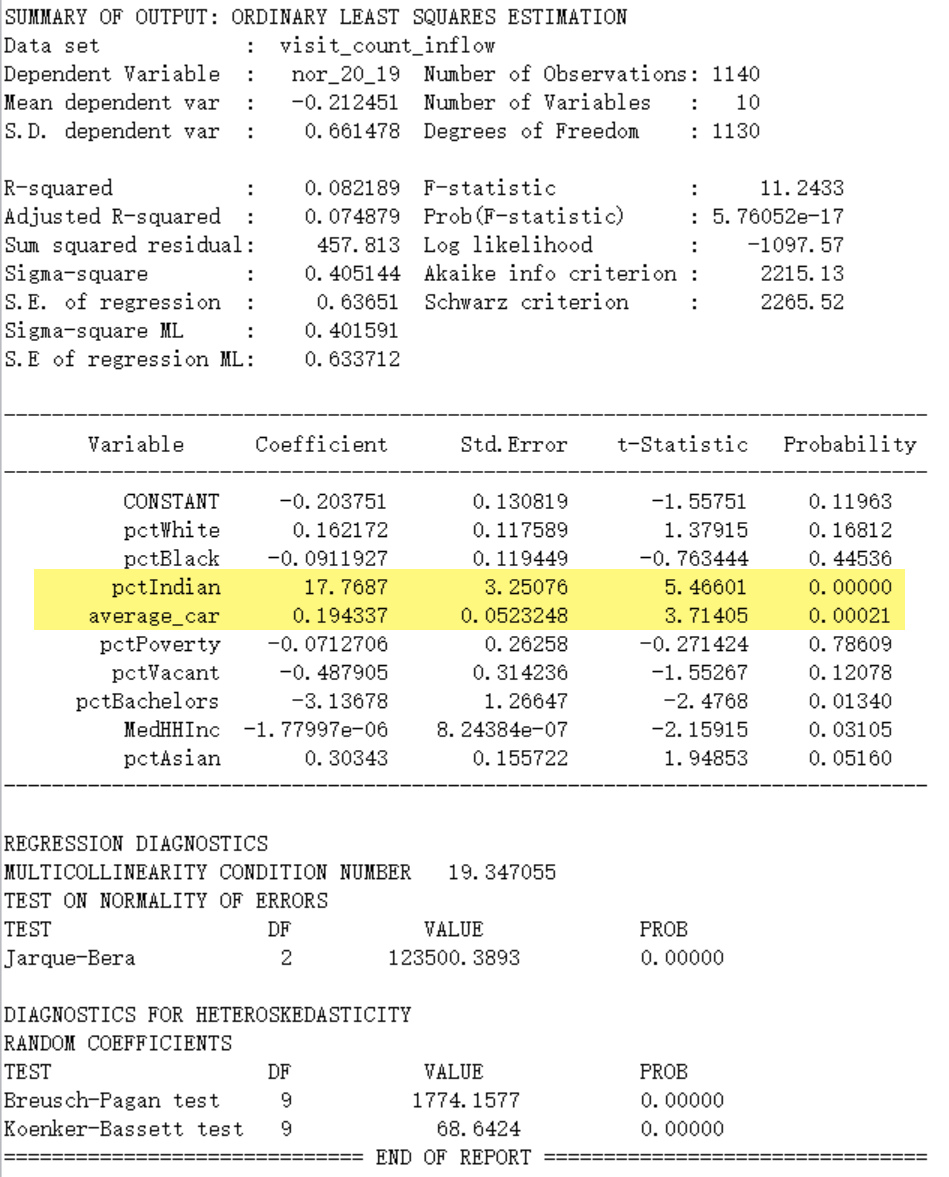 SUMMARY OF OUTPUT: ORDINARY LEAST SQUARES ESTIMATION
Data set            :  visit_count_inflow
Dependent Variable  :    nor_20_19  Number of Observations: 1140
Mean dependent var  :    -0.212451  Number of Variables   :   10
S.D. dependent var  :     0.661478  Degrees of Freedom    : 1130
R-squared           :     0.082189  F-statistic           :     11.2433
Adjusted R-squared  :     0.074879  Prob(F-statistic)     : 5.76052e-17
Sum squared residual:      457.813  Log likelihood        :    -1097.57
Sigma-square        :     0.405144  Akaike info criterion :     2215.13
S.E. of regression  :      0.63651  Schwarz criterion     :     2265.52
Sigma-square ML     :     0.401591
S.E of regression ML:     0.633712
-----------------------------------------------------------------------------
Variable      Coefficient      Std.Error    t-Statistic   Probability
-----------------------------------------------------------------------------
CONSTANT     -0.203751       0.130819       -1.55751     0.11963
pctWhite      0.162172       0.117589        1.37915     0.16812
pctBlack    -0.0911927       0.119449      -0.763444     0.44536
pctIndian       17.7687        3.25076        5.46601     0.00000
average_car      0.194337      0.0523248        3.71405     0.00021
pctPoverty    -0.0712706        0.26258      -0.271424     0.78609
pctVacant     -0.487905       0.314236       -1.55267     0.12078
pctBachelors      -3.13678        1.26647        -2.4768     0.01340
MedHHInc  -1.77997e-06    8.24384e-07       -2.15915     0.03105
pctAsian       0.30343       0.155722        1.94853     0.05160
-----------------------------------------------------------------------------
REGRESSION DIAGNOSTICS
MULTICOLLINEARITY CONDITION NUMBER   19.347055
TEST ON NORMALITY OF ERRORS
TEST                  DF           VALUE             PROB
Jarque-Bera            2        123500.3893          0.00000
DIAGNOSTICS FOR HETEROSKEDASTICITY
RANDOM COEFFICIENTS
TEST                  DF           VALUE             PROB
Breusch-Pagan test     9          1774.1577          0.00000
Koenker-Bassett test   9            68.6424          0.00000
============================== END OF REPORT ================================